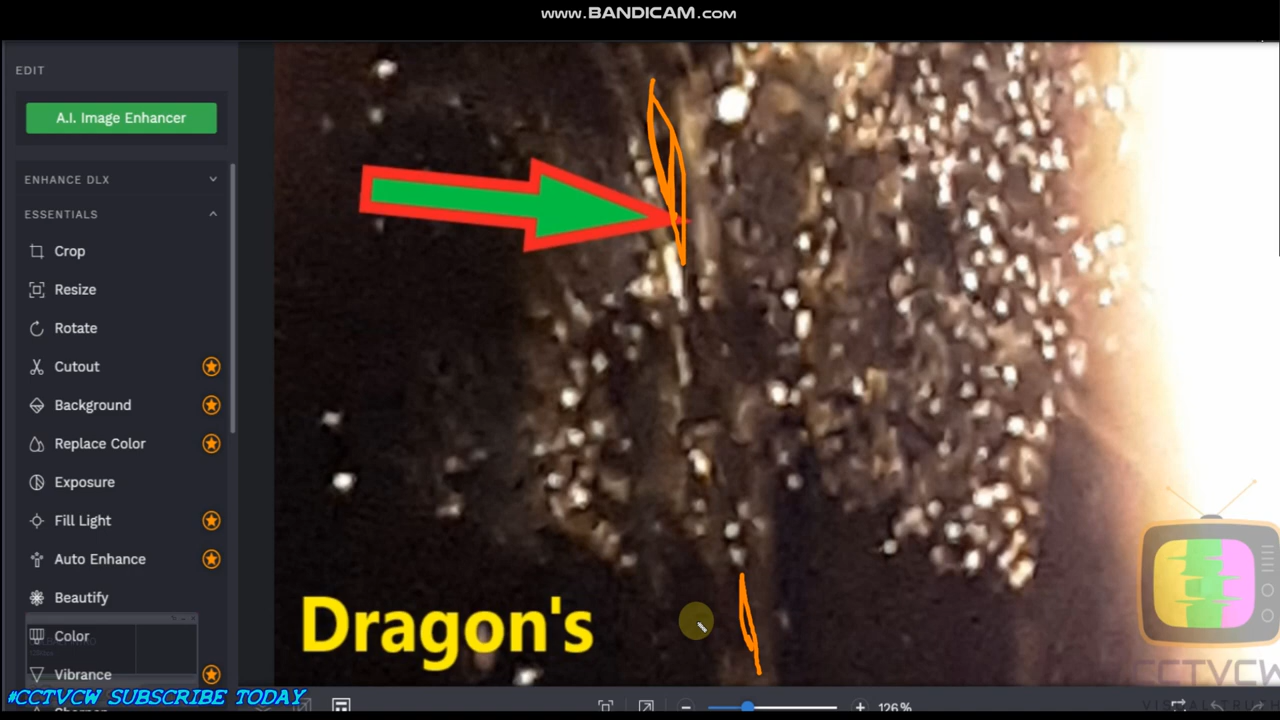 www.BANDICAM.com
EDIT
A.I. Image Enhancer
ENHANCE DLX
ESSENTIALS
Crop
Resize
Rotate
Cutout
Background
Replace Color
Exposure
Fill Light
Auto Enhance
Beautify
Color
Vibrance
Dragon's
CCTVCW
#CCTVCW SUBSCRIBE TODAY
126 %